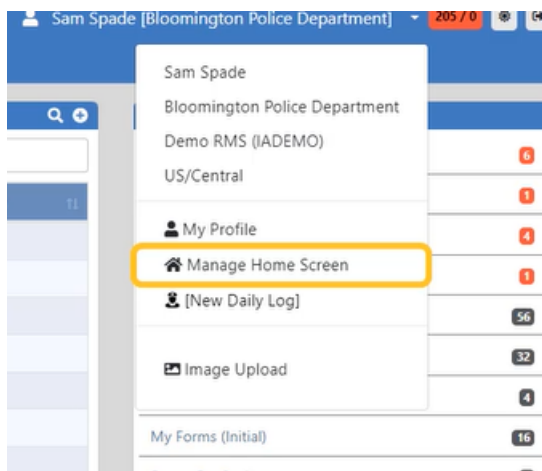 Sam Spade [Bloomington Police Department]
205 / 0
Sam Spade
Bloomington Police Department
Demo RMS (IADEMO)
US/Central
6
1
My Profile
4
Manage Home Screen
1
[New Daily Log]
56
32
Image Upload
4
My Forms (Initial)
16